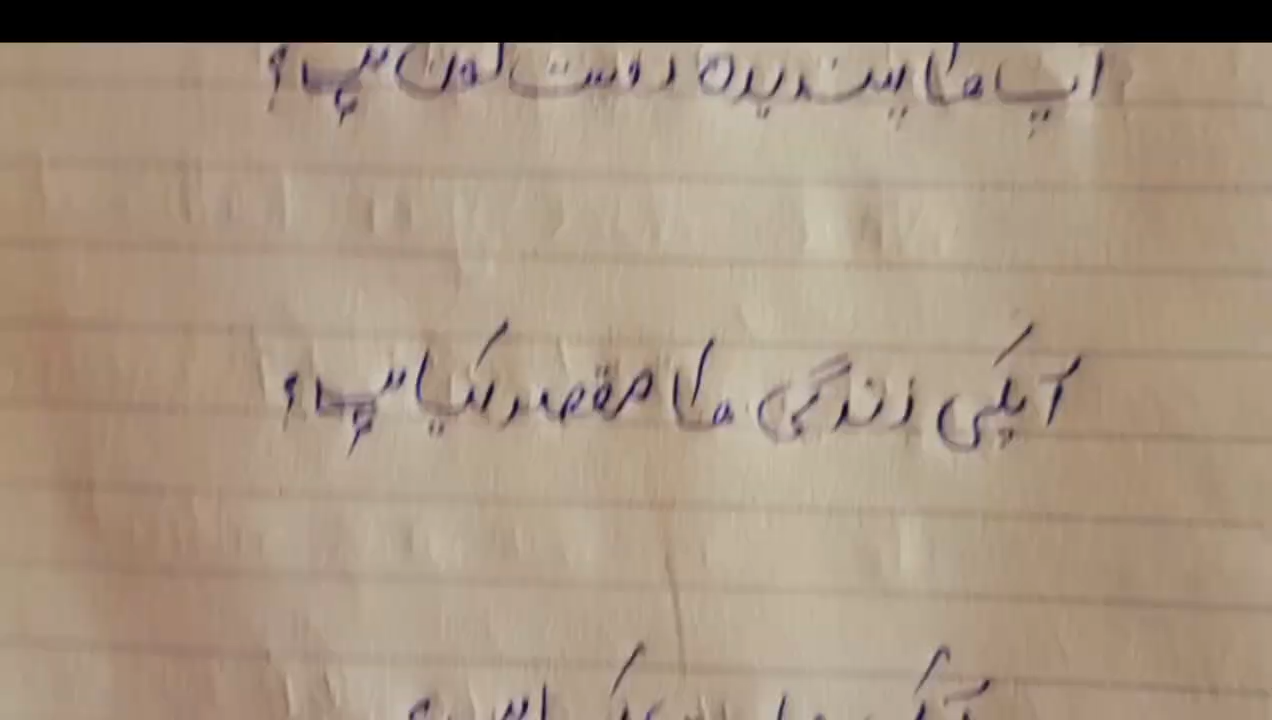 آپ کا پسندیدہ دوست کون ہے؟
آپکی زندگی کا مقصد کیا ہے؟